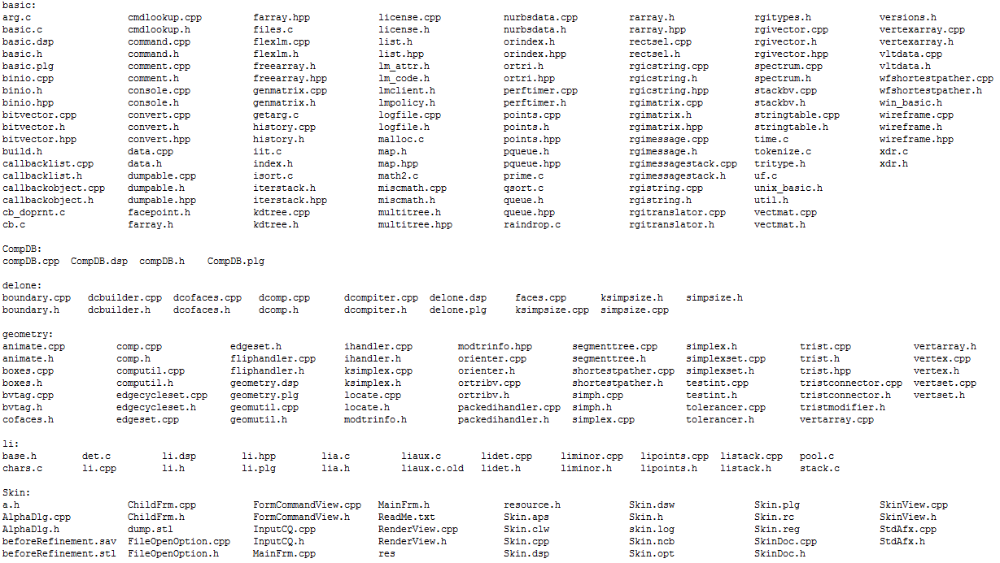 basic:
arg.c cmdlookup.cpp farray.hpp license.cpp nurbsdata.cpp rarray.h rgitypes.h versions.h
basic.c cmdlookup.h files.c license.h nurbsdata.h rarray.hpp rgivector.cpp vertexarray.cpp
basic.dsp command.cpp flexlm.cpp list.h orindex.h rectsel.cpp rgivector.h vertexarray.h
basic.h command.h flexlm.h list.hpp orindex.hpp rectsel.h rgivector.hpp vltdata.cpp
basic.plg comment.cpp freearray.h lm_attr.h ortri.h rgicstring.cpp spectrum.cpp vltdata.h
binio.cpp comment.h freearray.hpp lm_code.h ortri.hpp rgicstring.h spectrum.h wfshortestpather.cpp
binio.h console.cpp genmatrix.cpp lmclient.h perftimer.cpp rgicstring.hpp stackbv.cpp wfshortestpather.h
binio.hpp console.h genmatrix.h lmpolicy.h perftimer.h rgimatrix.cpp stackbv.h win_basic.h
bitvector.cpp convert.cpp getarg.c logfile.cpp points.cpp rgimatrix.h stringtable.cpp wireframe.cpp
bitvector.h convert.h history.cpp logfile.h points.h rgimatrix.hpp stringtable.h wireframe.h
bitvector.hpp convert.hpp history.h malloc.c points.hpp rgimessage.cpp time.c wireframe.hpp
build.h data.cpp iit.c map.h pqueue.h rgimessage.h tokenize.c xdr.c
callbacklist.cpp data.h index.h map.hpp pqueue.hpp rgimessagestack.cpp tritype.h xdr.h
callbacklist.h dumpable.cpp isort.c math2.c prime.c rgimessagestack.h uf.c
callbackobject.cpp dumpable.h iterstack.h miscmath.cpp qsort.c rgistring.cpp unix_basic.h
callbackobject.h dumpable.hpp iterstack.hpp miscmath.h queue.h rgistring.h util.h
cb_doprnt.c facepoint.h kdtree.cpp multitree.h queue.hpp rgitranslator.cpp vectmat.cpp
cb.c farray.h kdtree.h multitree.hpp raindrop.c rgitranslator.h vectmat.h
CompDB:
compDB.cpp CompDB.dsp compDB.h CompDB.plg
delone:
boundary.cpp dcbuilder.cpp dcofaces.cpp dcomp.cpp dcompiter.cpp delone.dsp faces.cpp ksimpsize.h simpsize.h
boundary.h dcbuilder.h dcofaces.h dcomp.h dcompiter.h delone.plg ksimpsize.cpp simpsize.cpp
geometry:
animate.cpp comp.cpp edgeset.h ihandler.cpp modtrinfo.hpp segmenttree.cpp simplex.h trist.cpp vertarray.h
animate.h comp.h fliphandler.cpp ihandler.h orienter.cpp segmenttree.h simplexset.cpp trist.h vertex.cpp
boxes.cpp computil.cpp fliphandler.h ksimplex.cpp orienter.h shortestpather.cpp simplexset.h trist.hpp vertex.h
boxes.h computil.h geometry.dsp ksimplex.h ortribv.cpp shortestpather.h testint.cpp tristconnector.cpp vertset.cpp
bvtag.cpp edgecycleset.cpp geometry.plg locate.cpp ortribv.h simph.cpp testint.h tristconnector.h vertset.h
bvtag.h edgecycleset.h geomutil.cpp locate.h packedihandler.cpp simph.h tolerancer.cpp tristmodifier.h
cofaces.h edgeset.cpp geomutil.h modtrinfo.h packedihandler.h simplex.cpp tolerancer.h vertarray.cpp
li:
base.h det.c li.dsp li.hpp lia.c liaux.c lidet.cpp liminor.cpp lipoints.cpp listack.cpp pool.c
chars.c li.cpp li.h li.plg lia.h liaux.c.old lidet.h liminor.h lipoints.h listack.h stack.c
Skin:
a.h ChildFrm.cpp FormCommandView.cpp MainFrm.h resource.h Skin.dsw Skin.plg SkinView.cpp
AlphaDlg.cpp ChildFrm.h FormCommandView.h ReadMe.txt Skin.aps Skin.h Skin.rc SkinView.h
AlphaDlg.h dump.stl InputCQ.cpp RenderView.cpp Skin.clw skin.log Skin.reg StdAfx.cpp
beforeRefinement.sav FileOpenOption.cpp InputCQ.h RenderView.h Skin.cpp Skin.ncb SkinDoc.cpp StdAfx.h
beforeRefinement.stl FileOpenOption.h MainFrm.cpp res Skin.dsp Skin.opt SkinDoc.h